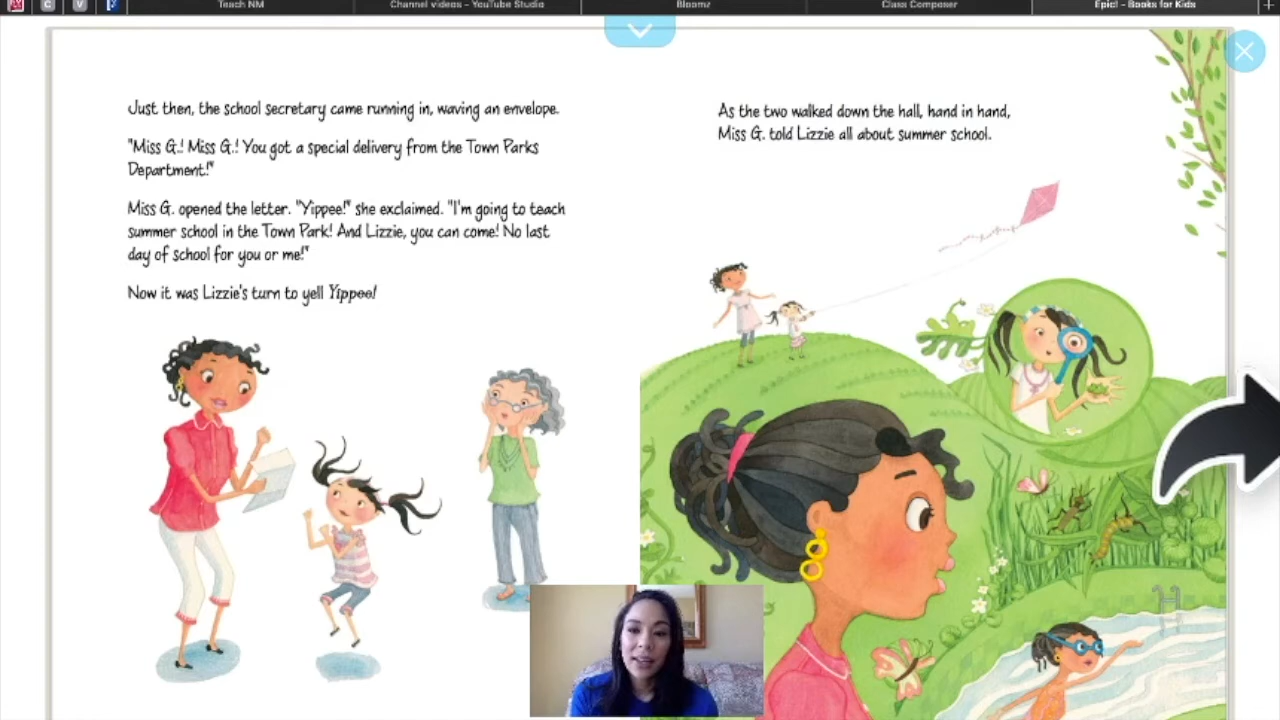 Teach NM
Channel videos - YouTube Studio
Bloomz
Class Composer
Epic! - Books for Kids
Just then, the school secretary came running in, waving an envelope.
"Miss G.! Miss G.! You got a special delivery from the Town Parks
Department!"
Miss G. opened the letter. "Yippee!" she exclaimed. "I'm going to teach
summer school in the Town Park! And Lizzie, you can come! No last
day of school for you or me!"
Now it was Lizzie's turn to yell Yippee!
As the two walked down the hall, hand in hand,
Miss G. told Lizzie all about summer school.